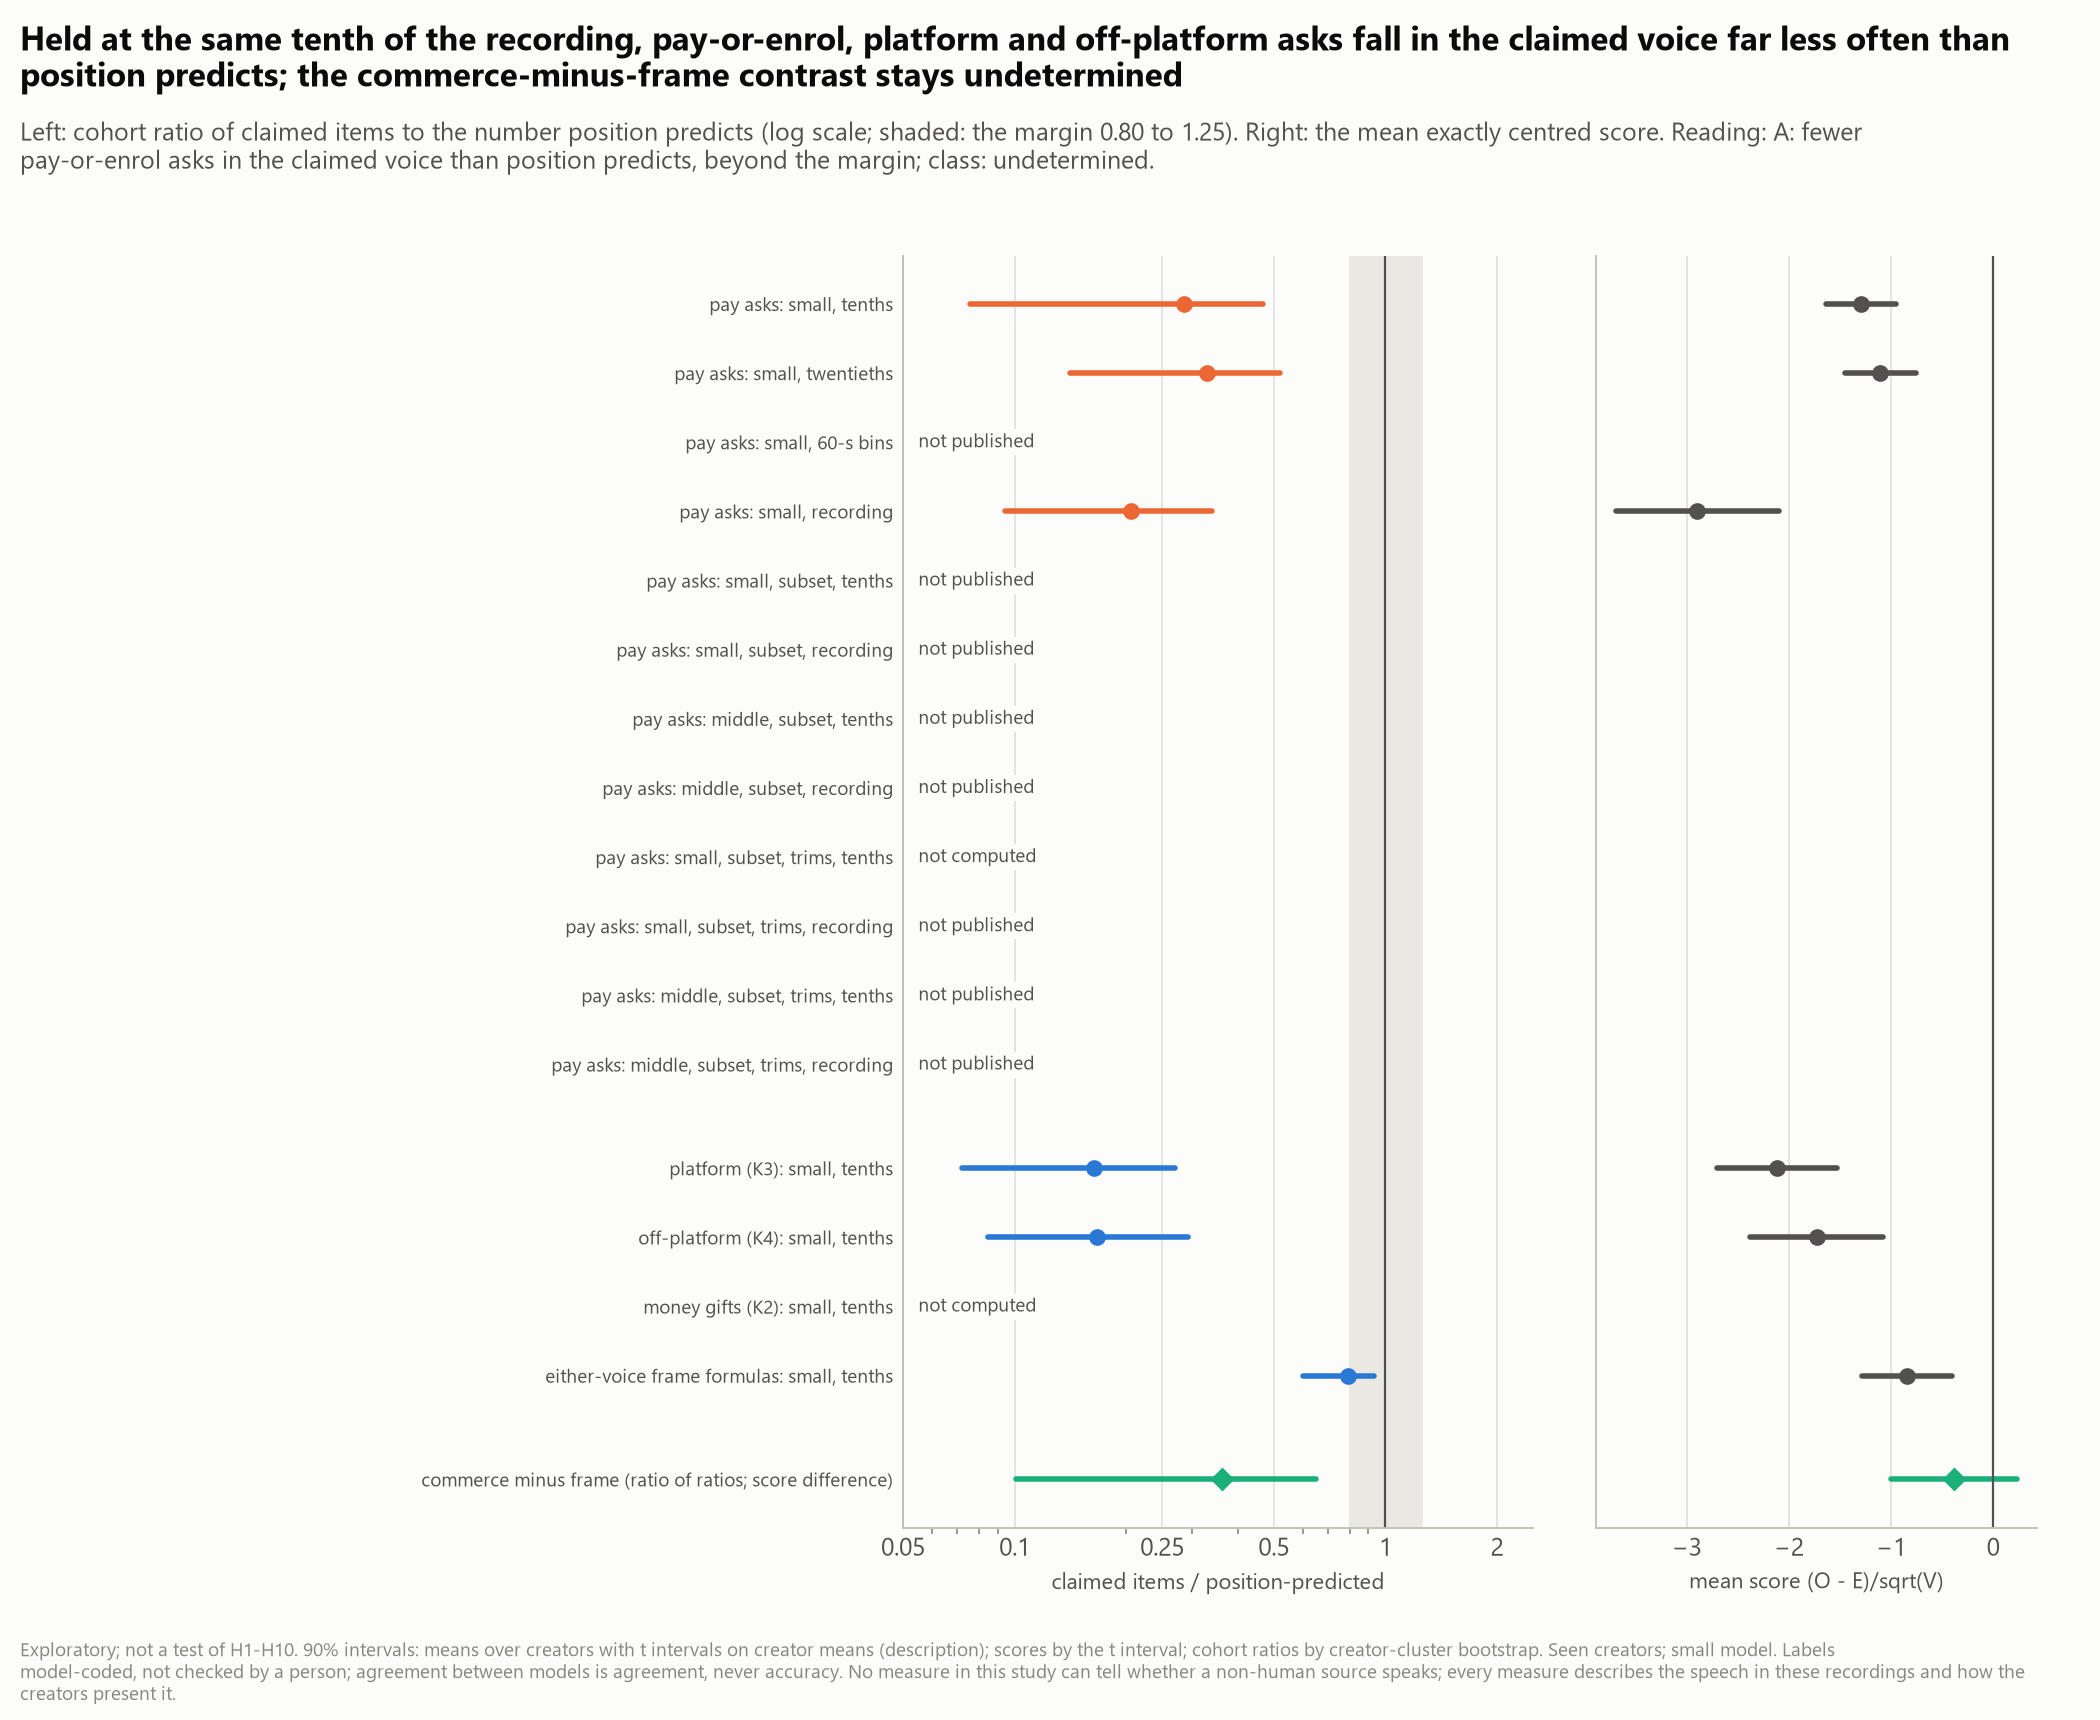 Held at the same tenth of the recording, pay-or-enrol, platform and off-platform asks fall in the claimed voice far less often than
position predicts; the commerce-minus-frame contrast stays undetermined
Left: cohort ratio of claimed items to the number position predicts (log scale; shaded: the margin 0.80 to 1.25). Right: the mean exactly centred score. Reading: A: fewer
pay-or-enrol asks in the claimed voice than position predicts, beyond the margin; class: undetermined.
pay asks: small, tenths
pay asks: small, twentieths
pay asks: small, 60-s bins not published
pay asks: small, recording
pay asks: small, subset, tenths not published
pay asks: small, subset, recording not published
pay asks: middle, subset, tenths not published
pay asks: middle, subset, recording not published
pay asks: small, subset, trims, tenths not computed
pay asks: small, subset, trims, recording not published
pay asks: middle, subset, trims, tenths not published
pay asks: middle, subset, trims, recording not published
platform (K3): small, tenths
off-platform (K4): small, tenths
money gifts (K2): small, tenths not computed
either-voice frame formulas: small, tenths
commerce minus frame (ratio of ratios; score difference)
0.05 0.1 0.25 0.5 1 2 −3 −2 −1 0
claimed items / position-predicted mean score (O - E)/sqrt(V)
Exploratory; not a test of H1-H10. 90% intervals: means over creators with t intervals on creator means (description); scores by the t interval; cohort ratios by creator-cluster bootstrap. Seen creators; small model. Labels
model-coded, not checked by a person; agreement between models is agreement, never accuracy. No measure in this study can tell whether a non-human source speaks; every measure describes the speech in these recordings and how the
creators present it.